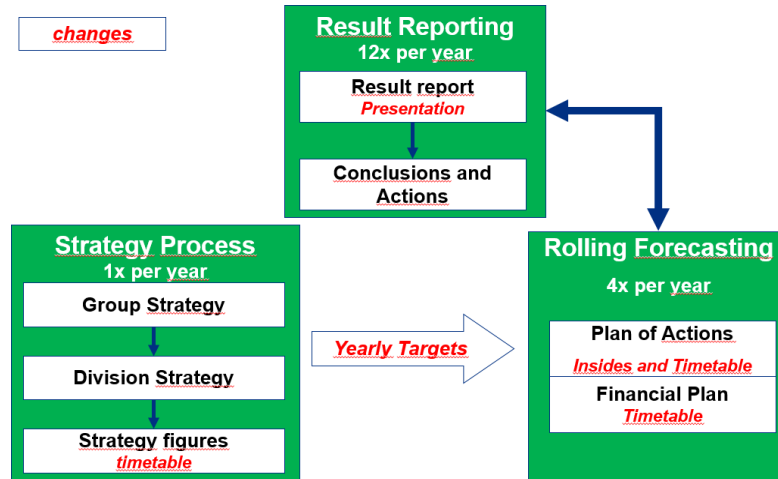 changes
Result Reporting
12x per year
Result report
Presentation
Conclusions and
Actions
Strategy Process
1x per year
Group Strategy
Division Strategy
Strategy figures
timetable
Yearly Targets
Rolling Forecasting
4x per year
Plan of Actions
Insides and Timetable
Financial Plan
Timetable